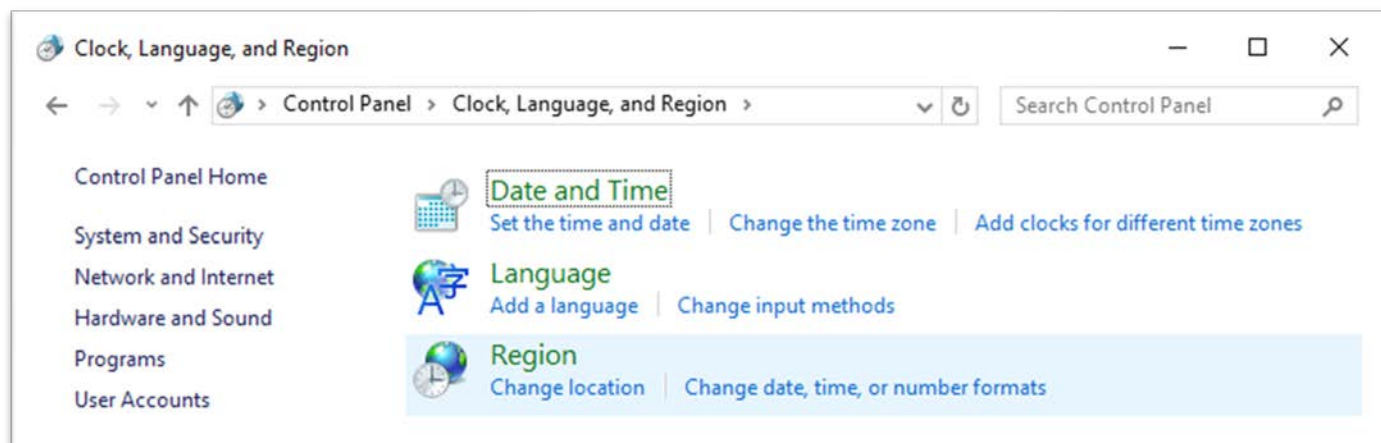 Clock, Language, and Region
Control Panel > Clock, Language, and Region >
Search Control Panel
Control Panel Home
System and Security
Network and Internet
Hardware and Sound
Programs
User Accounts
Date and Time
Set the time and date | Change the time zone | Add clocks for different time zones
Language
Add a language | Change input methods
Region
Change location | Change date, time, or number formats